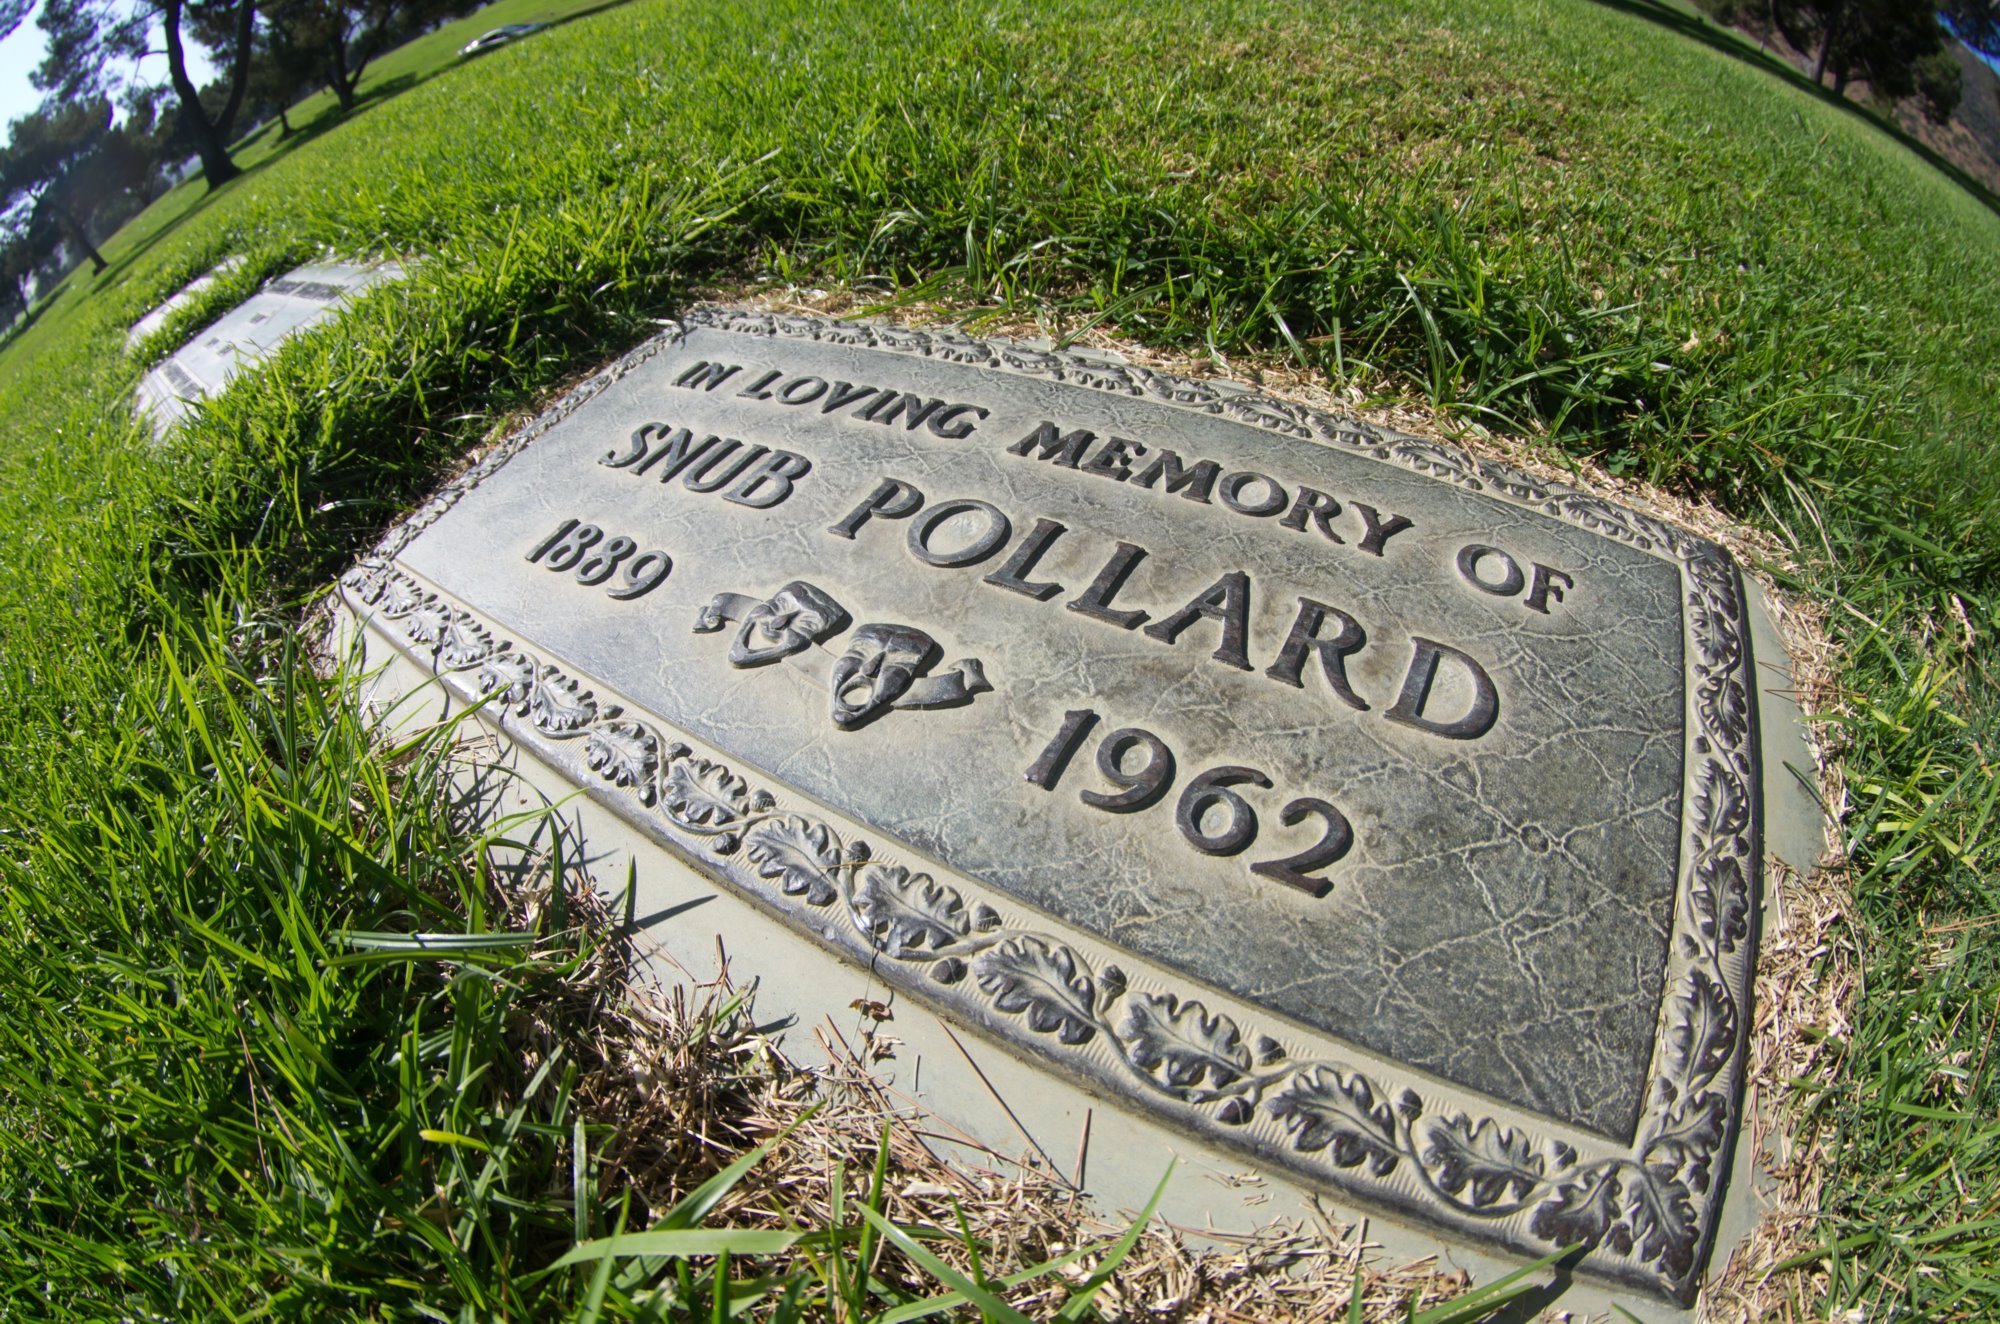 IN LOVING MEMORY OF
SNUB POLLARD
1889 1962